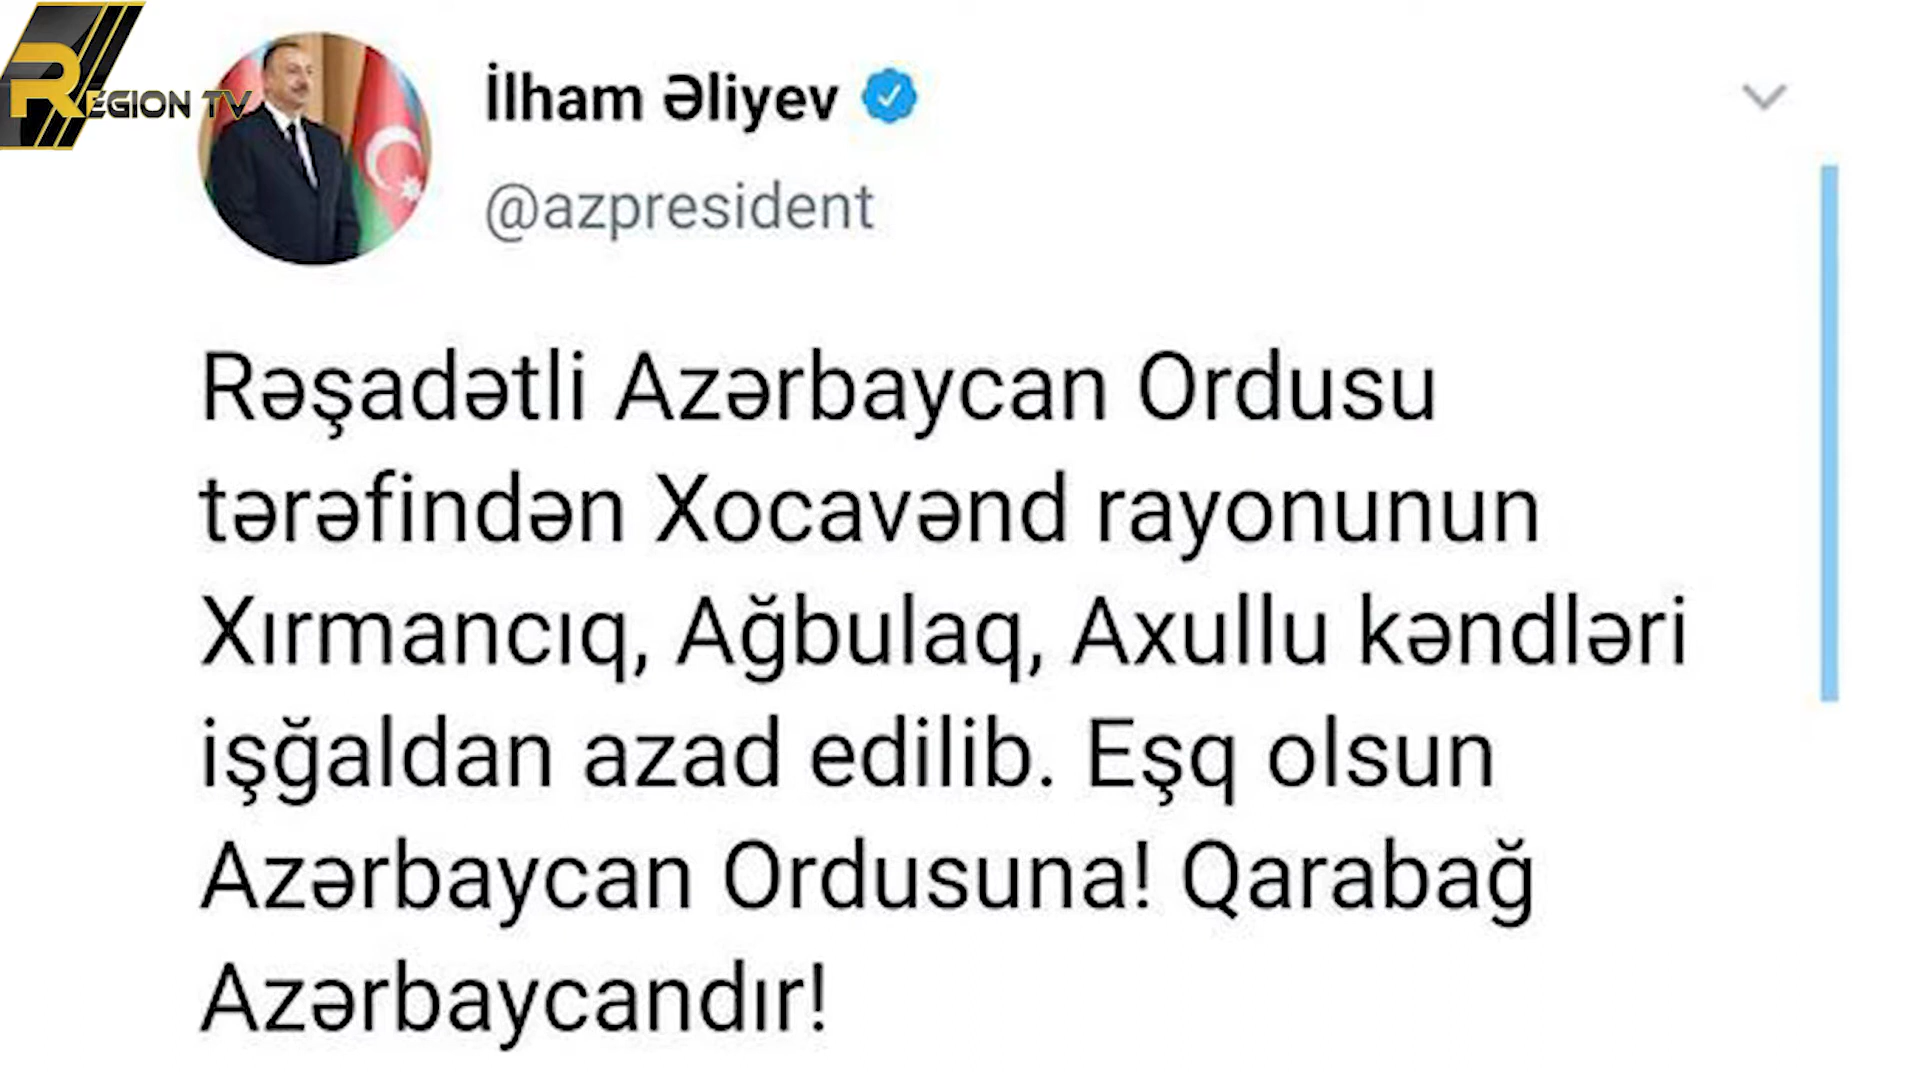 REGION TV
İlham Əliyev
@azpresident
Rəşadətli Azərbaycan Ordusu
tərəfindən Xocavənd rayonunun
Xırmancıq, Ağbulaq, Axullu kəndləri
işğaldan azad edilib. Eşq olsun
Azərbaycan Ordusuna! Qarabağ
Azərbaycandır!